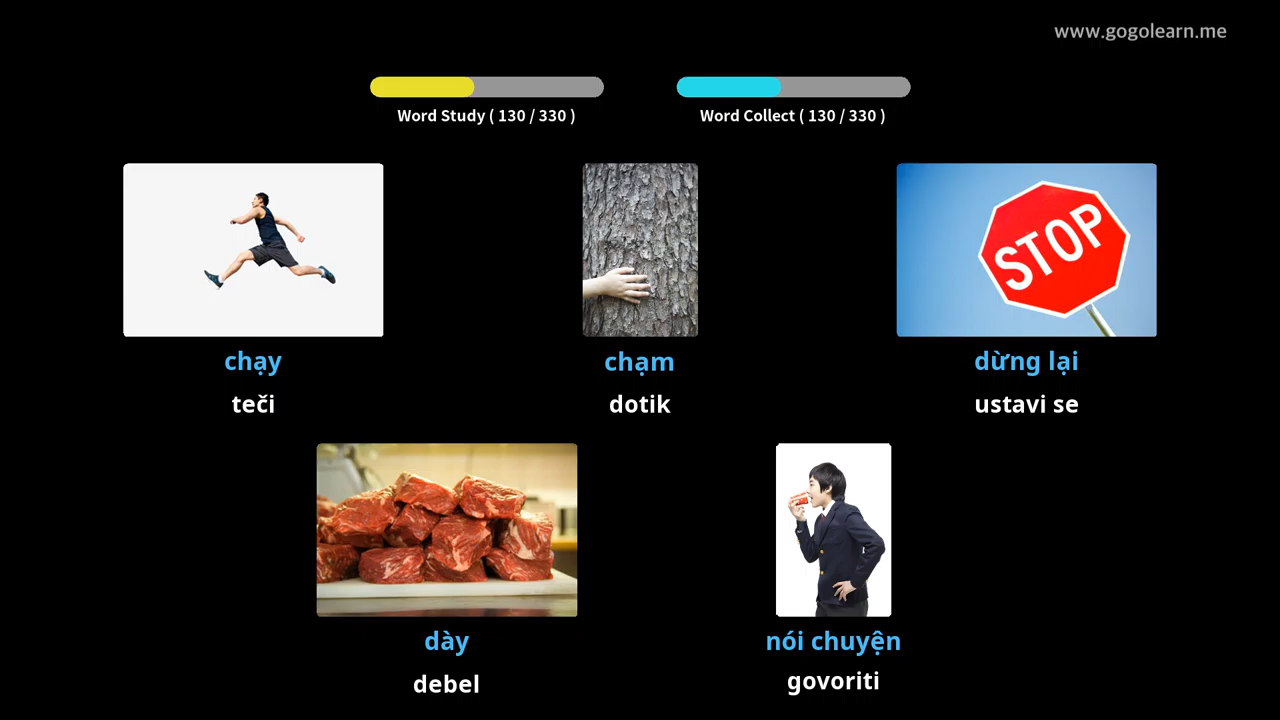 www.gogolearn.me
Word Study ( 130 / 330 )
Word Collect ( 130 / 330 )
STOP
chạy
chạm
dừng lại
teči
dotik
ustavi se
dày
nói chuyện
debel
govoriti